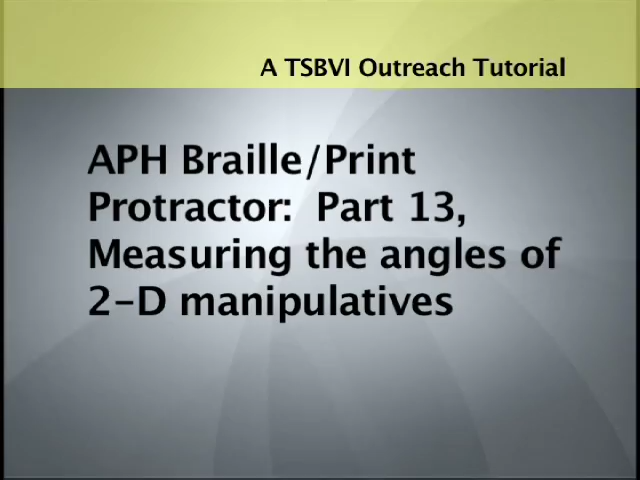 A TSBVI Outreach Tutorial
APH Braille/Print
Protractor:  Part 13,
Measuring the angles of
2-D manipulatives